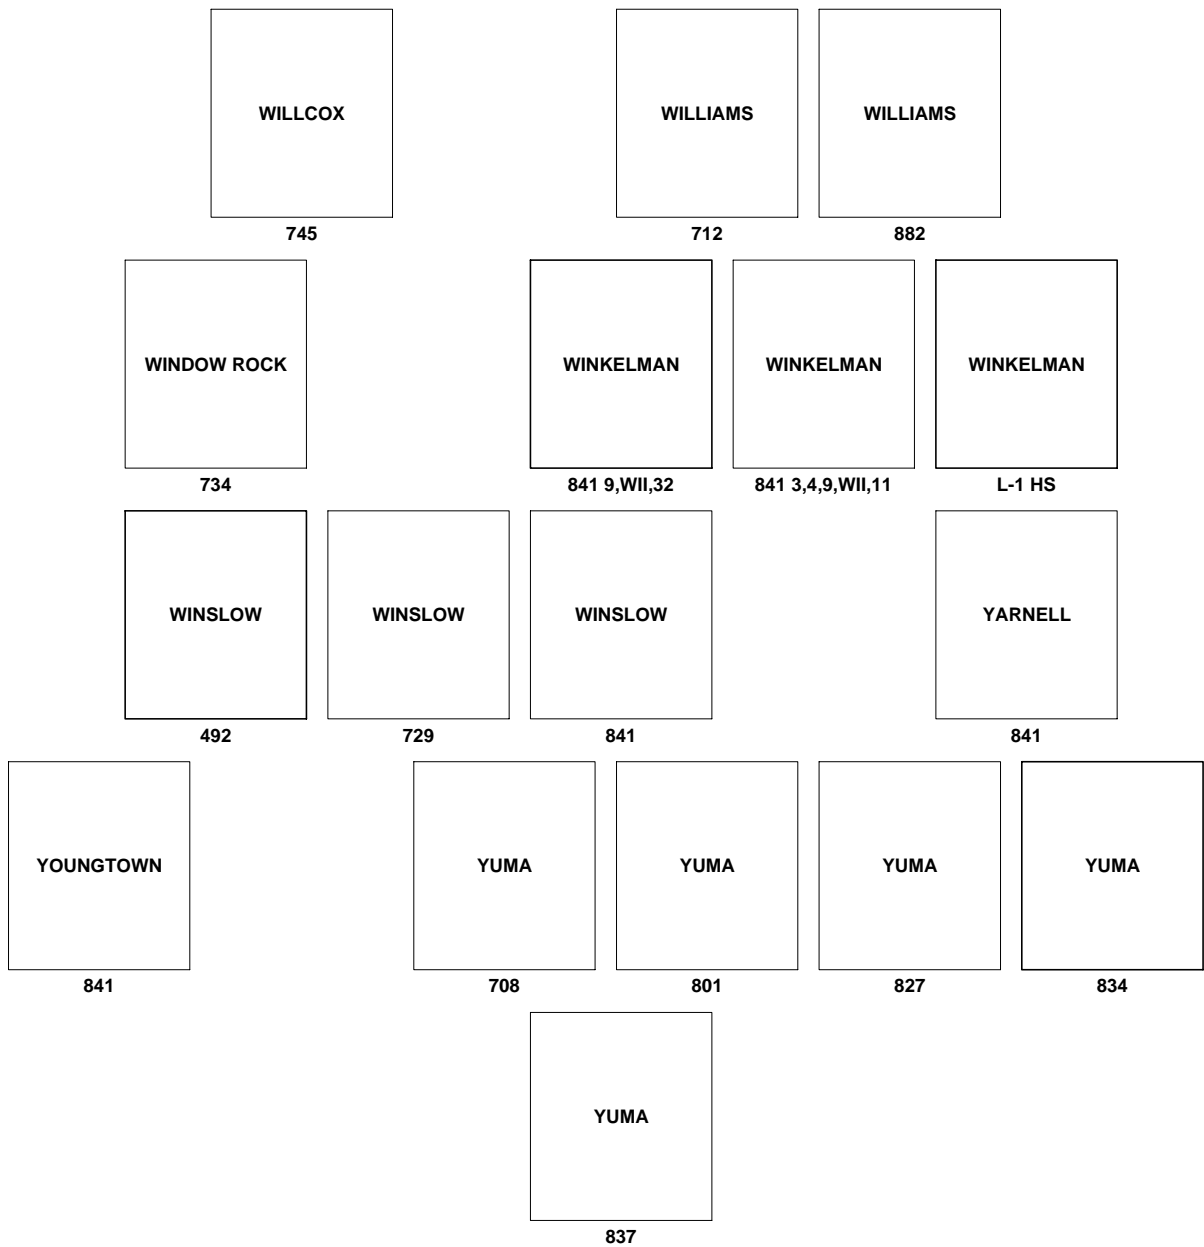 WILLCOX
WILLIAMS
WILLIAMS
745
712
882
WINDOW ROCK
WINKELMAN
WINKELMAN
WINKELMAN
734
841 9,WII,32
841 3,4,9,WII,11
L-1 HS
WINSLOW
WINSLOW
WINSLOW
YARNELL
492
729
841
841
YOUNGTOWN
YUMA
YUMA
YUMA
YUMA
841
708
801
827
834
YUMA
837